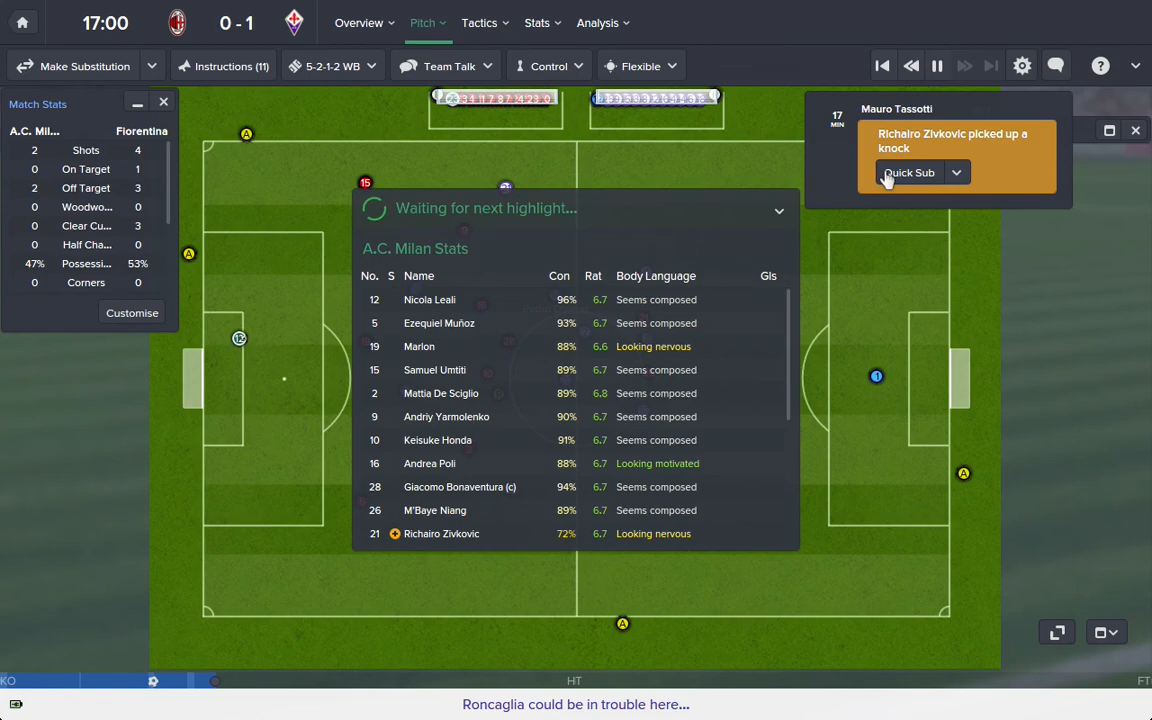 17:00
0 - 1
Overview
Pitch
Tactics
Stats
Analysis
Make Substitution
Instructions (11)
5-2-1-2 WB
Team Talk
Control
Flexible
Match Stats
A.C. Mil... Fiorentina
2 Shots 4
0 On Target 1
2 Off Target 3
0 Woodwo... 0
0 Clear Cu... 3
0 Half Cha... 0
47% Possessi... 53%
0 Corners 0
Customise
17
MIN
Mauro Tassotti
Richairo Zivkovic picked up a
knock
Quick Sub
Waiting for next highlight...
A.C. Milan Stats
No. S Name Con Rat Body Language Gls
12 Nicola Leali 96% 6.7 Seems composed
5 Ezequiel Muñoz 93% 6.7 Seems composed
19 Marlon 88% 6.6 Looking nervous
15 Samuel Umtiti 89% 6.7 Seems composed
2 Mattia De Sciglio 89% 6.8 Seems composed
9 Andriy Yarmolenko 90% 6.7 Seems composed
10 Keisuke Honda 91% 6.7 Seems composed
16 Andrea Poli 88% 6.7 Looking motivated
28 Giacomo Bonaventura (c) 94% 6.7 Seems composed
26 M'Baye Niang 89% 6.7 Seems composed
21 Richairo Zivkovic 72% 6.7 Looking nervous
A
A
A
A
15
12
1
KO
HT
FT
Roncaglia could be in trouble here...